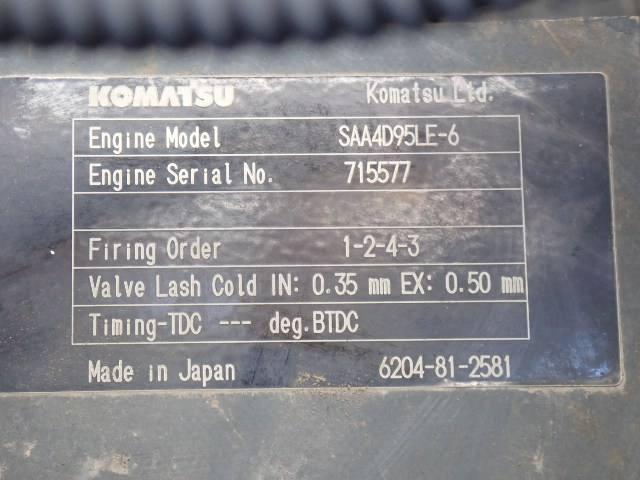 KOMATSU Komatsu Ltd.
Engine Model SAA4D95LE-6
Engine Serial No. 715577
Firing Order 1-2-4-3
Valve Lash Cold IN: 0.35 mm EX: 0.50 mm
Timing-TDC --- deg.BTDC
Made in Japan 6204-81-2581